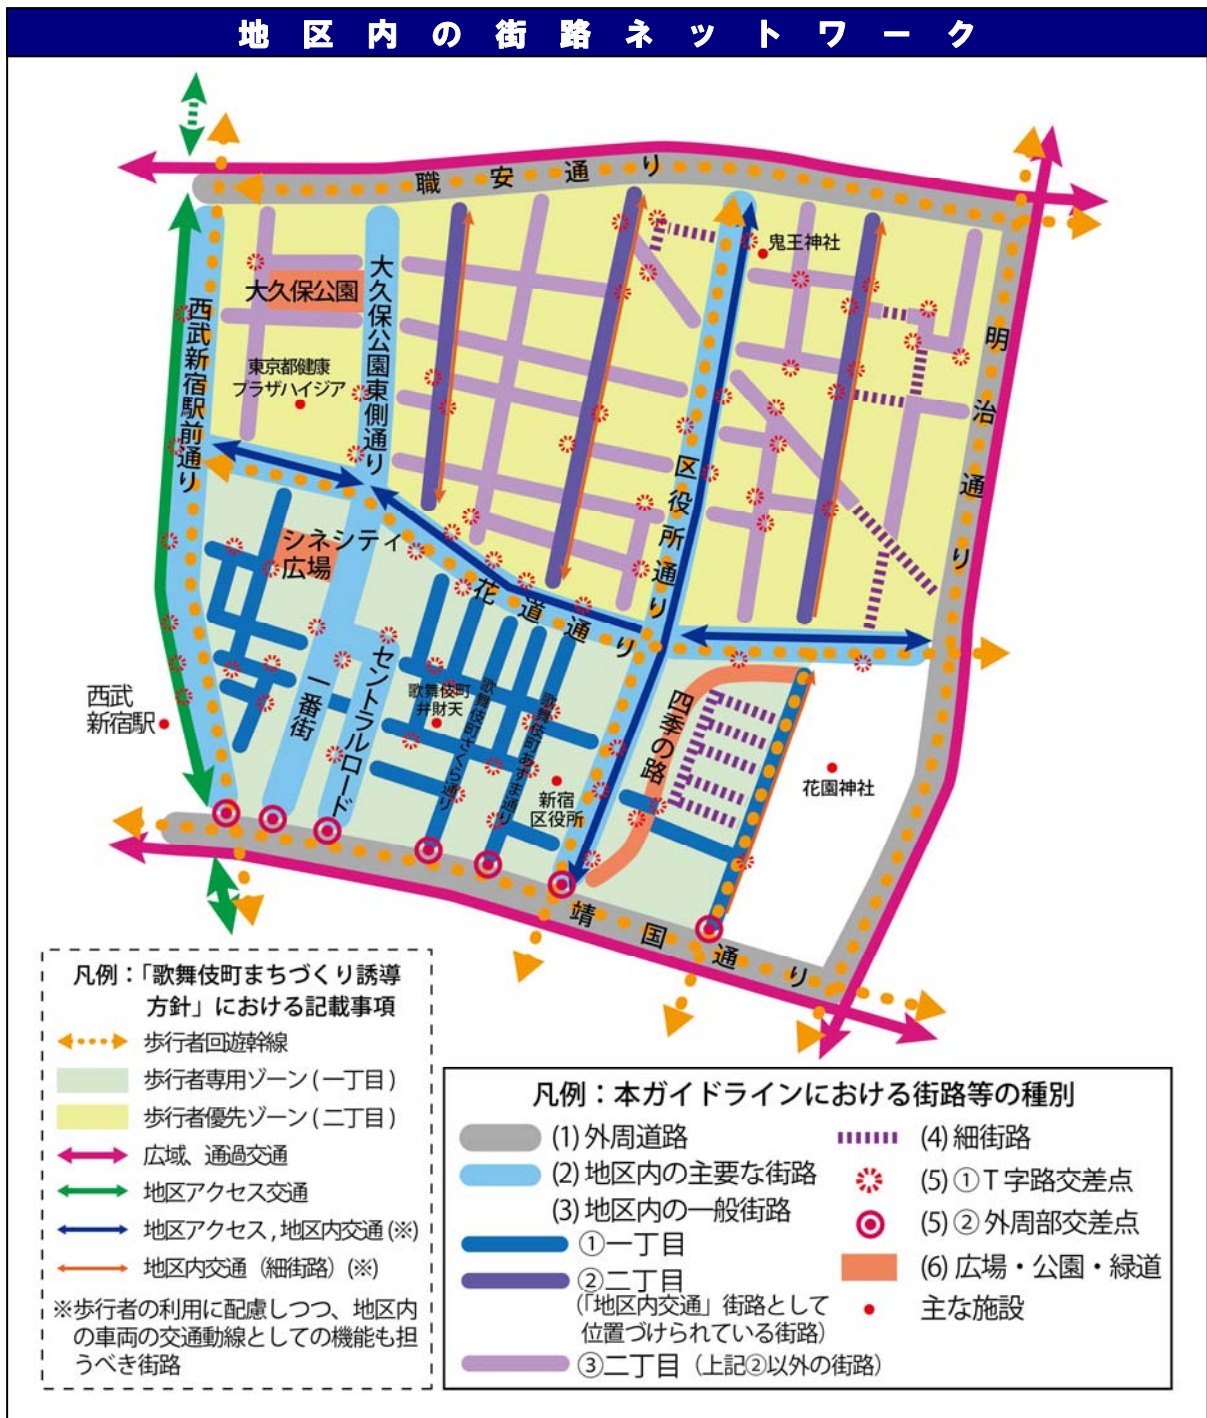 地区内の街路ネットワーク
職安通り
鬼王神社
大久保公園
大久保公園東側通り
西武新宿駅前通り
東京都健康
プラザハイジア
明治通り
区役所通り
シネシティ
広場
花道通り
西武
新宿駅
一番街
セントラルロード
歌舞伎町
弁財天
歌舞伎町さくら通り
歌舞伎町あずま通り
新宿
区役所
四季の路
花園神社
靖国通り
凡例：「歌舞伎町まちづくり誘導
方針」における記載事項
歩行者回遊幹線
歩行者専用ゾーン(一丁目)
歩行者優先ゾーン(二丁目)
広域、通過交通
地区アクセス交通
地区アクセス,地区内交通(※)
地区内交通（細街路）(※)
※歩行者の利用に配慮しつつ、地区内
の車両の交通動線としての機能も担
うべき街路
凡例：本ガイドラインにおける街路等の種別
(1)外周道路
(2)地区内の主要な街路
(3)地区内の一般街路
①一丁目
②二丁目
(「地区内交通」街路として
位置づけられている街路)
③二丁目（上記②以外の街路）
(4)細街路
(5)①T字路交差点
(5)②外周部交差点
(6)広場・公園・緑道
主な施設